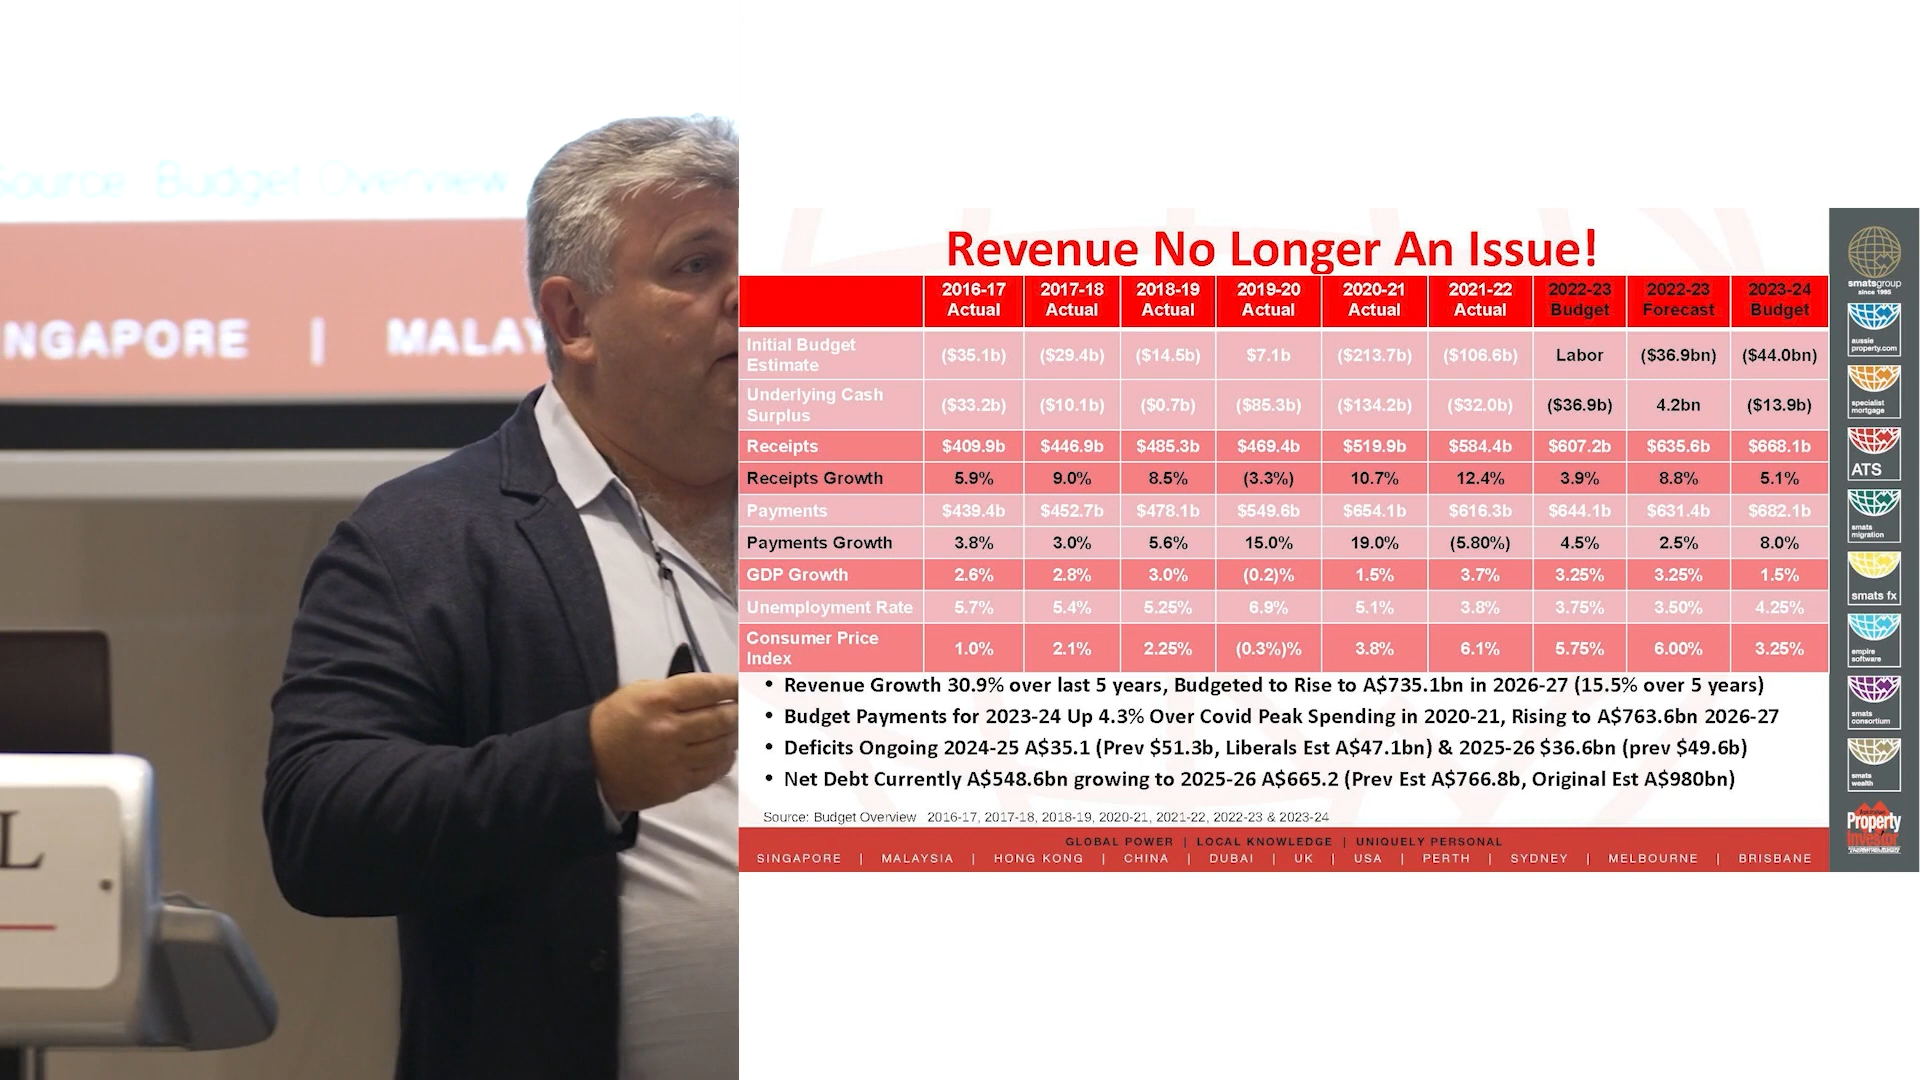 Source: Budget Overview
NGAPORE | MALAY
L
Revenue No Longer An Issue!
2016-17 Actual 2017-18 Actual 2018-19 Actual 2019-20 Actual 2020-21 Actual 2021-22 Actual 2022-23 Budget 2022-23 Forecast 2023-24 Budget
Initial Budget Estimate ($35.1b) ($29.4b) ($14.5b) $7.1b ($213.7b) ($106.6b) Labor ($36.9bn) ($44.0bn)
Underlying Cash Surplus ($33.2b) ($10.1b) ($0.7b) ($85.3b) ($134.2b) ($32.0b) ($36.9b) 4.2bn ($13.9b)
Receipts $409.9b $446.9b $485.3b $469.4b $519.9b $584.4b $607.2b $635.6b $668.1b
Receipts Growth 5.9% 9.0% 8.5% (3.3%) 10.7% 12.4% 3.9% 8.8% 5.1%
Payments $439.4b $452.7b $478.1b $549.6b $654.1b $616.3b $644.1b $631.4b $682.1b
Payments Growth 3.8% 3.0% 5.6% 15.0% 19.0% (5.80%) 4.5% 2.5% 8.0%
GDP Growth 2.6% 2.8% 3.0% (0.2)% 1.5% 3.7% 3.25% 3.25% 1.5%
Unemployment Rate 5.7% 5.4% 5.25% 6.9% 5.1% 3.8% 3.75% 3.50% 4.25%
Consumer Price Index 1.0% 2.1% 2.25% (0.3%)% 3.8% 6.1% 5.75% 6.00% 3.25%
• Revenue Growth 30.9% over last 5 years, Budgeted to Rise to A$735.1bn in 2026-27 (15.5% over 5 years)
• Budget Payments for 2023-24 Up 4.3% Over Covid Peak Spending in 2020-21, Rising to A$763.6bn 2026-27
• Deficits Ongoing 2024-25 A$35.1 (Prev $51.3b, Liberals Est A$47.1bn) & 2025-26 $36.6bn (prev $49.6b)
• Net Debt Currently A$548.6bn growing to 2025-26 A$665.2 (Prev Est A$766.8b, Original Est A$980bn)
Source: Budget Overview 2016-17, 2017-18, 2018-19, 2020-21, 2021-22, 2022-23 & 2023-24
GLOBAL POWER | LOCAL KNOWLEDGE | UNIQUELY PERSONAL
SINGAPORE | MALAYSIA | HONG KONG | CHINA | DUBAI | UK | USA | PERTH | SYDNEY | MELBOURNE | BRISBANE
smatsgroup
since 1995
aussie
property.com
specialist
mortgage
ATS
smats
migration
smats fx
empire
software
smats
consortium
smats
wealth
Property
Investor